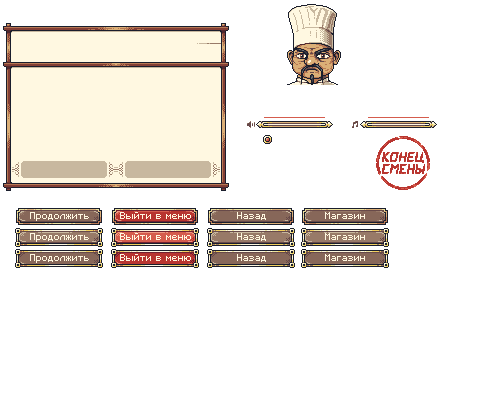 КОНЕЦ
СМЕНЫ
Продолжить
Выйти в меню
Назад
Магазин
Продолжить
Выйти в меню
Назад
Магазин
Продолжить
Выйти в меню
Назад
Магазин